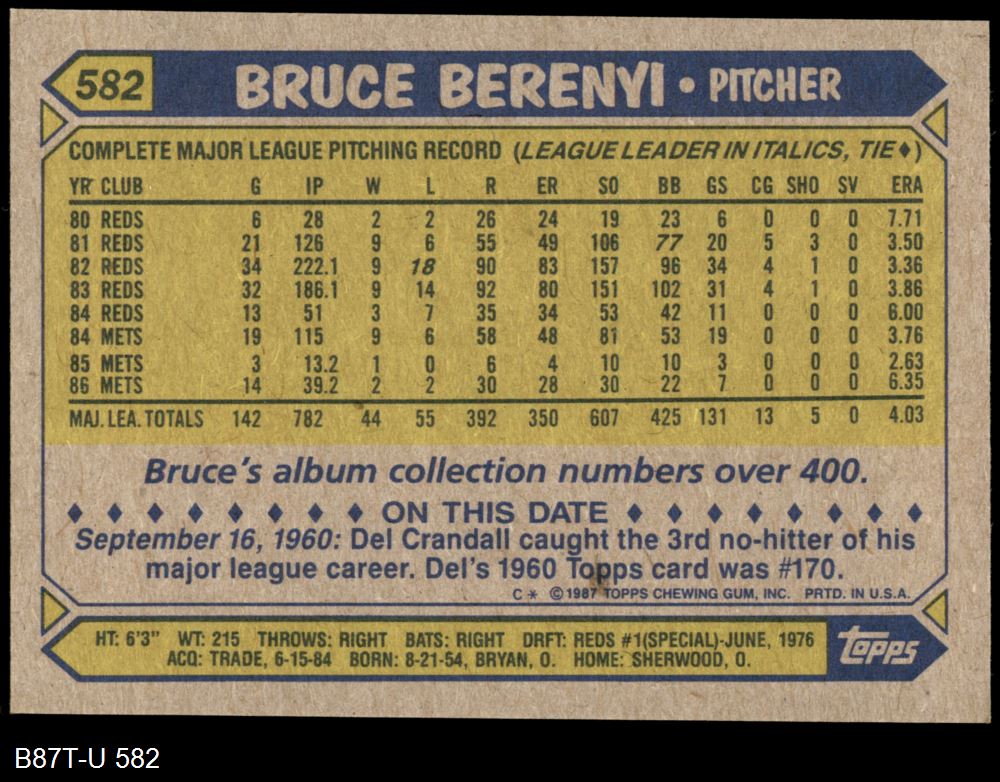 582 BRUCE BERENYI • PITCHER
COMPLETE MAJOR LEAGUE PITCHING RECORD (LEAGUE LEADER IN ITALICS, TIE♦)
YR CLUB G IP W L R ER SO BB GS CG SHO SV ERA
80 REDS 6 28 2 2 26 24 19 23 6 0 0 0 7.71
81 REDS 21 126 9 6 55 49 106 77 20 5 3 0 3.50
82 REDS 34 222.1 9 18 90 83 157 96 34 4 1 0 3.36
83 REDS 32 186.1 9 14 92 80 151 102 31 4 1 0 3.86
84 REDS 13 51 3 7 35 34 53 42 11 0 0 0 6.00
84 METS 19 115 9 6 58 48 81 53 19 0 0 0 3.76
85 METS 3 13.2 1 0 6 4 10 10 3 0 0 0 2.63
86 METS 14 39.2 2 2 30 28 30 22 7 0 0 0 6.35
MAJ. LEA. TOTALS 142 782 44 55 392 350 607 425 131 13 5 0 4.03
Bruce's album collection numbers over 400.
♦ ♦ ♦ ♦ ♦ ♦ ♦ ♦ ON THIS DATE ♦ ♦ ♦ ♦ ♦ ♦ ♦ ♦
September 16, 1960: Del Crandall caught the 3rd no-hitter of his
major league career. Del's 1960 Topps card was #170.
C * ©1987 TOPPS CHEWING GUM, INC. PRTD. IN U.S.A.
HT: 6'3" WT: 215 THROWS: RIGHT BATS: RIGHT DRFT: REDS #1(SPECIAL)-JUNE, 1976
ACQ: TRADE, 6-15-84 BORN: 8-21-54, BRYAN, O. HOME: SHERWOOD, O.
topps
B87T-U 582